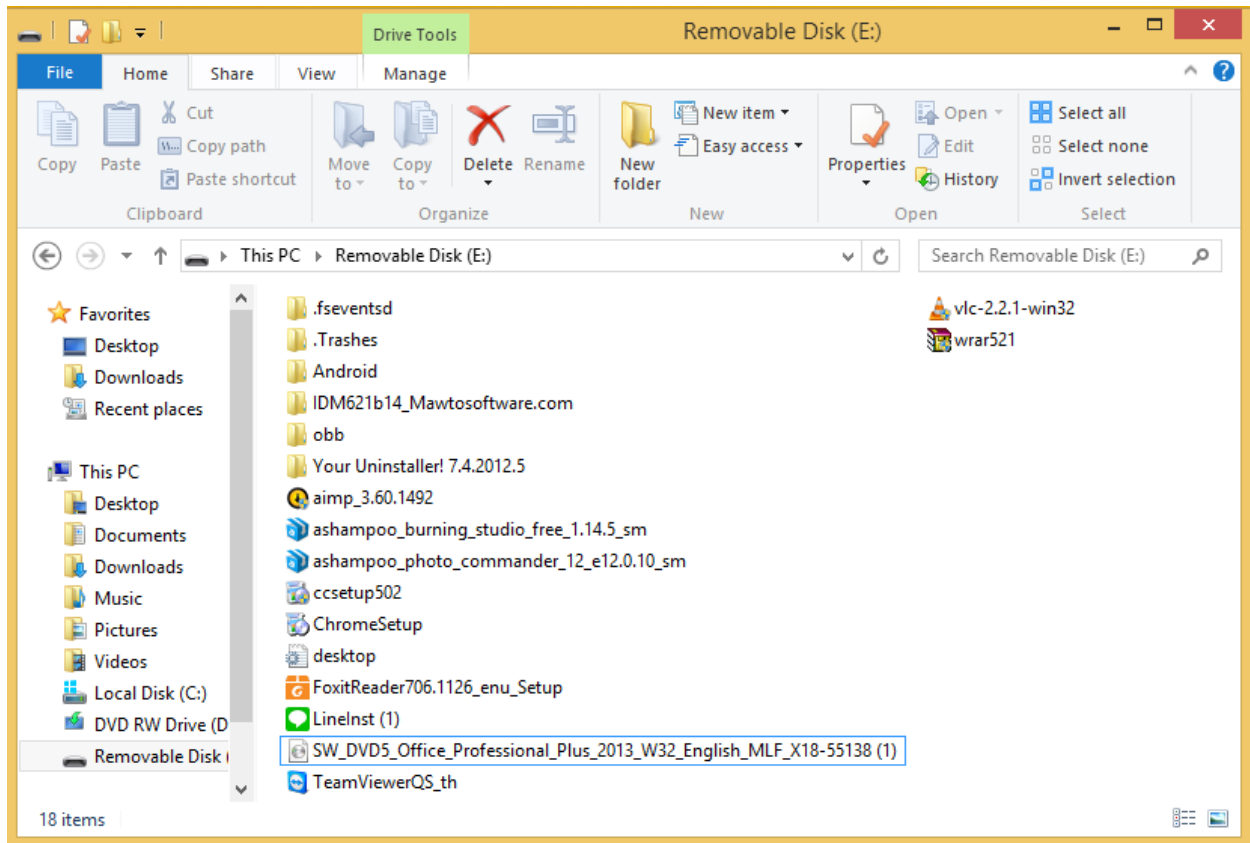 Drive Tools
Removable Disk (E:)
File
Home
Share
View
Manage
Copy
Paste
Cut
W... Copy path
Paste shortcut
Move to
Copy to
Delete
Rename
New folder
New item
Easy access
Properties
Open
Edit
History
Select all
Select none
Invert selection
Clipboard
Organize
New
Open
Select
This PC
Removable Disk (E:)
Search Removable Disk (E:)
Favorites
Desktop
Downloads
Recent places
This PC
Desktop
Documents
Downloads
Music
Pictures
Videos
Local Disk (C:)
DVD RW Drive (D
Removable Disk (
.fseventsd
.Trashes
Android
IDM621b14_Mawtosoftware.com
obb
Your Uninstaller! 7.4.2012.5
aimp_3.60.1492
ashampoo_burning_studio_free_1.14.5_sm
ashampoo_photo_commander_12_e12.0.10_sm
ccsetup502
ChromeSetup
desktop
FoxitReader706.1126_enu_Setup
LineInst (1)
SW_DVD5_Office_Professional_Plus_2013_W32_English_MLF_X18-55138 (1)
TeamViewerQS_th
vlc-2.2.1-win32
wrar521
18 items